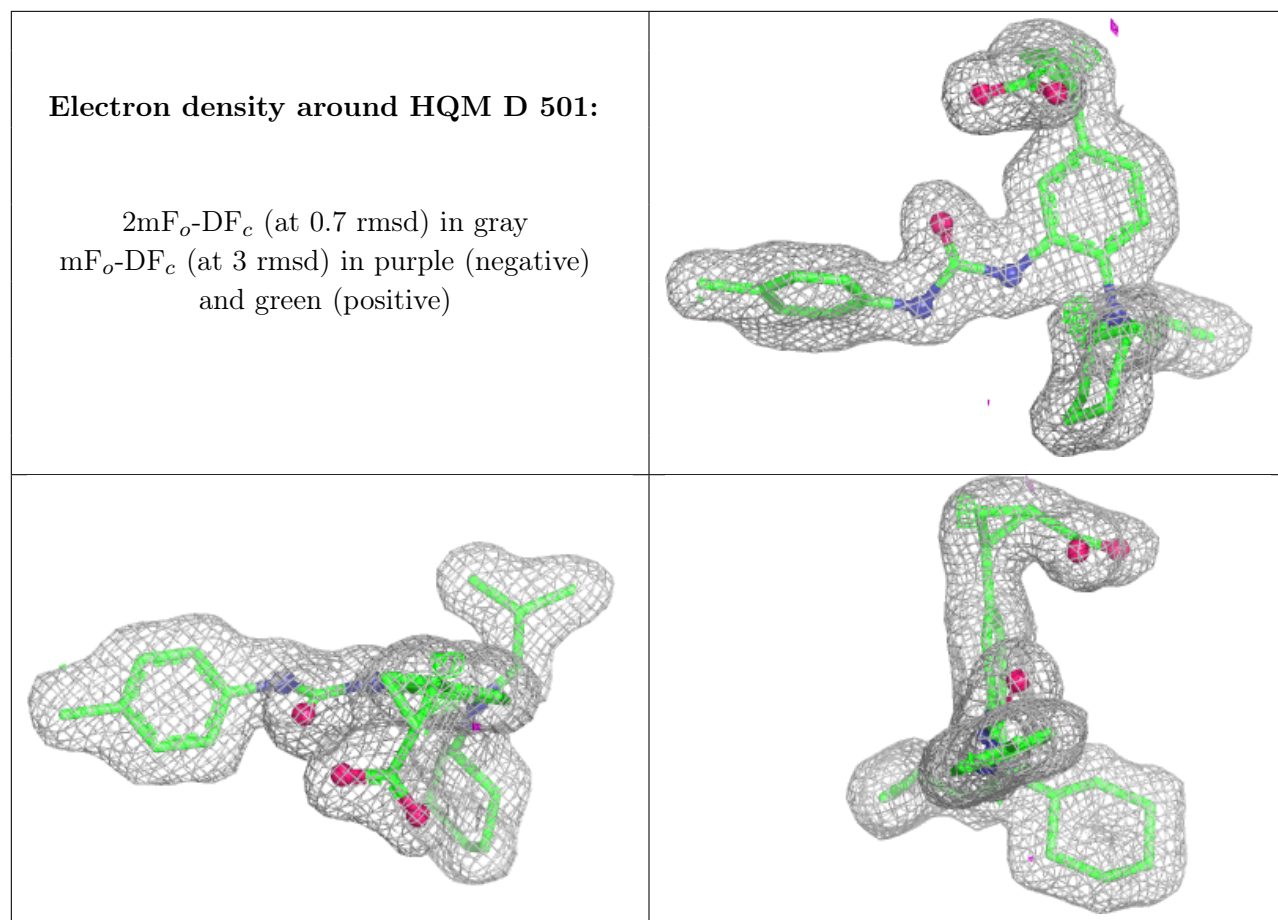 Electron density around HQM D 501:
2mFₒ-DF𝑐 (at 0.7 rmsd) in gray
mFₒ-DF𝑐 (at 3 rmsd) in purple (negative)
and green (positive)